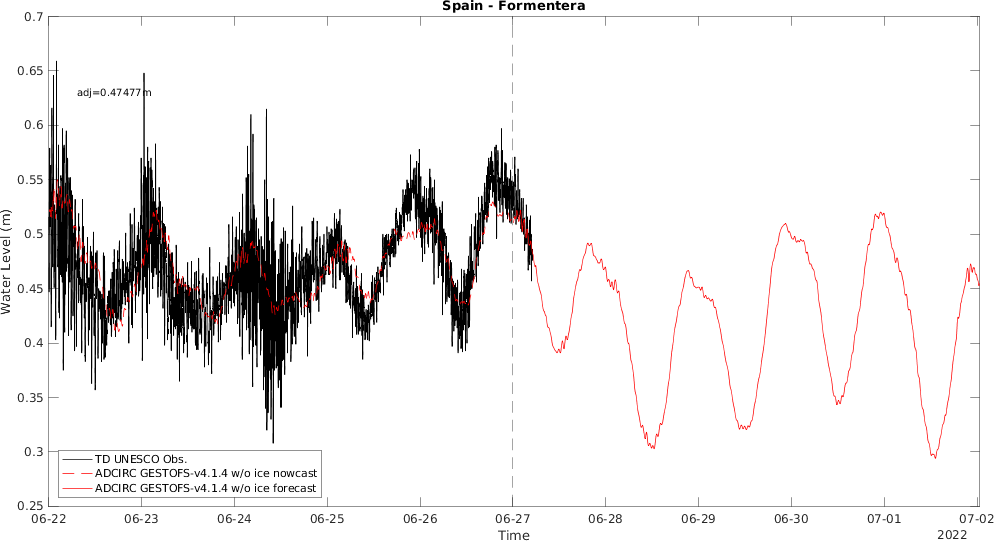 Spain - Formentera
0.7
0.65
0.6
0.55
0.5
0.45
0.4
0.35
0.3
0.25
Water Level (m)
adj=0.47477m
TD UNESCO Obs.
ADCIRC GESTOFS-v4.1.4 w/o ice nowcast
ADCIRC GESTOFS-v4.1.4 w/o ice forecast
06-22 06-23 06-24 06-25 06-26 06-27 06-28 06-29 06-30 07-01 07-02
Time
2022